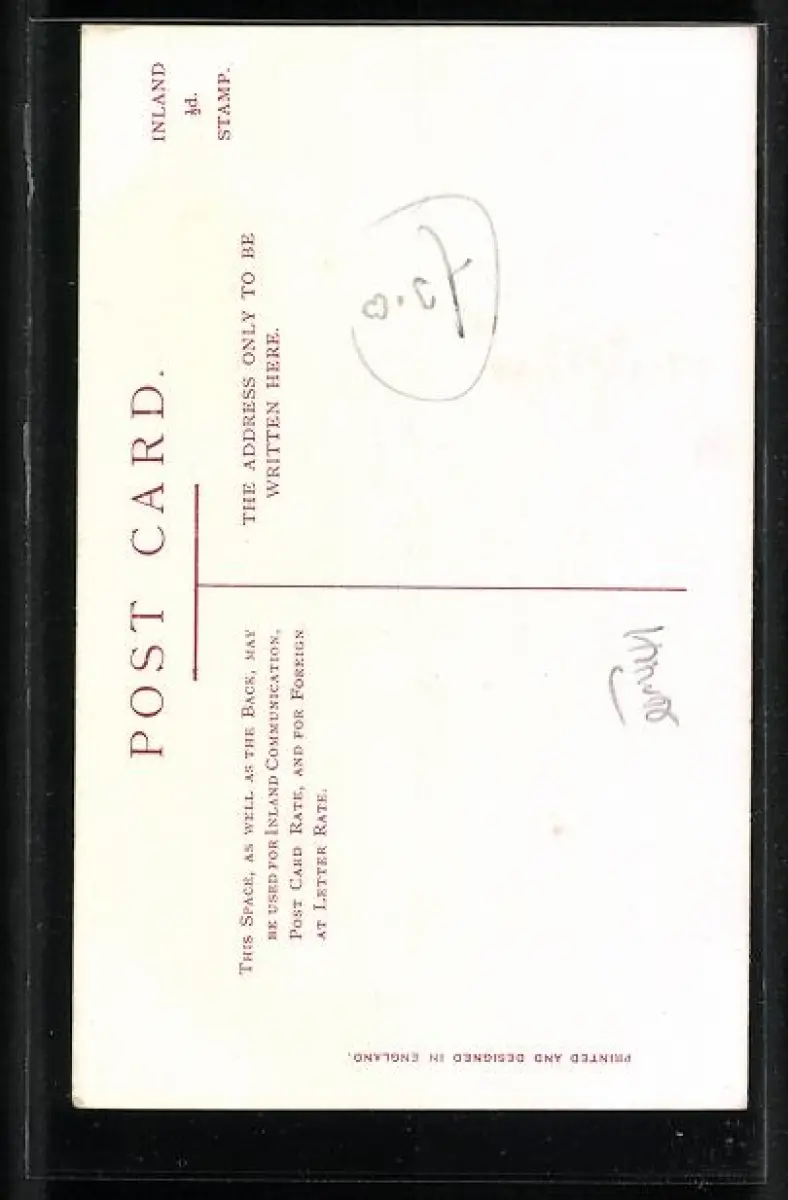 POST CARD.
INLAND
½d.
STAMP.
THIS SPACE, AS WELL AS THE BACK, MAY
BE USED FOR INLAND COMMUNICATION,
POST CARD RATE, AND FOR FOREIGN
AT LETTER RATE.
THE ADDRESS ONLY TO BE
WRITTEN HERE.
PRINTED AND DESIGNED IN ENGLAND.